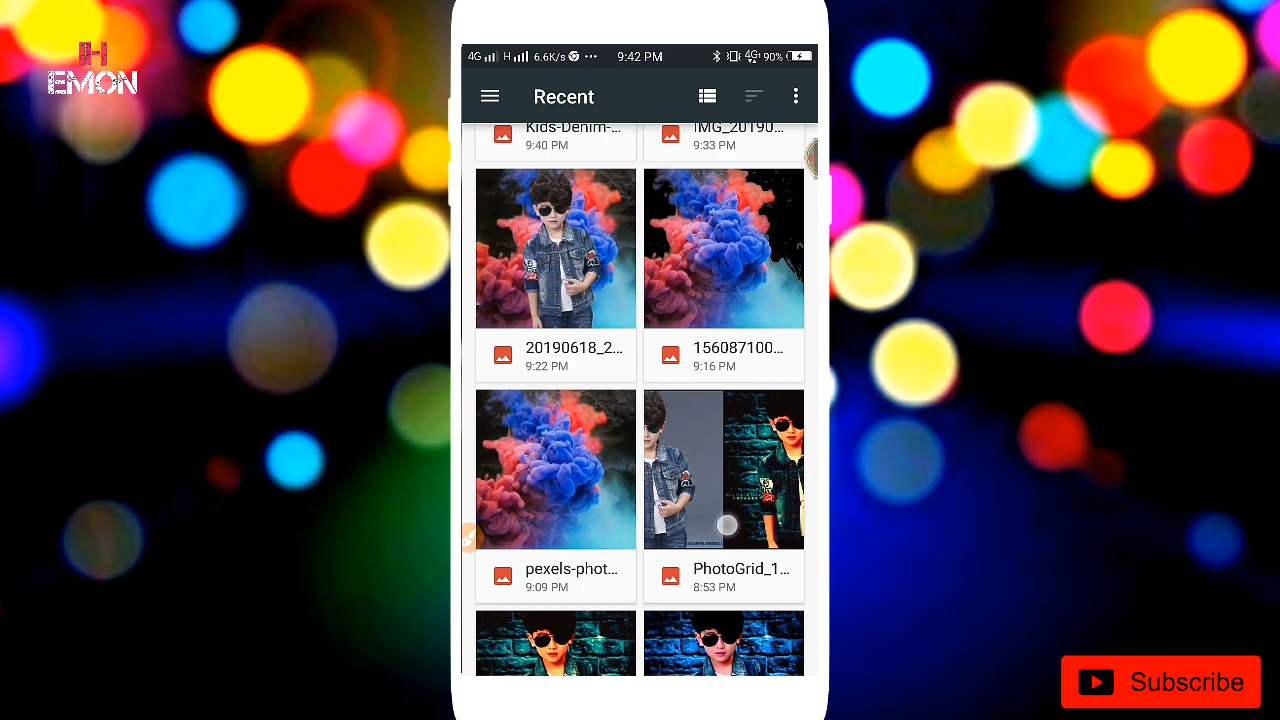 H
EMON
4G H 6.6K/s ... 9:42 PM 4G 90%
Recent
Kids-Denim-... IMG_20190...
9:40 PM 9:33 PM
20190618_2... 156087100...
9:22 PM 9:16 PM
pexels-phot... PhotoGrid_1...
9:09 PM 8:53 PM
Subscribe